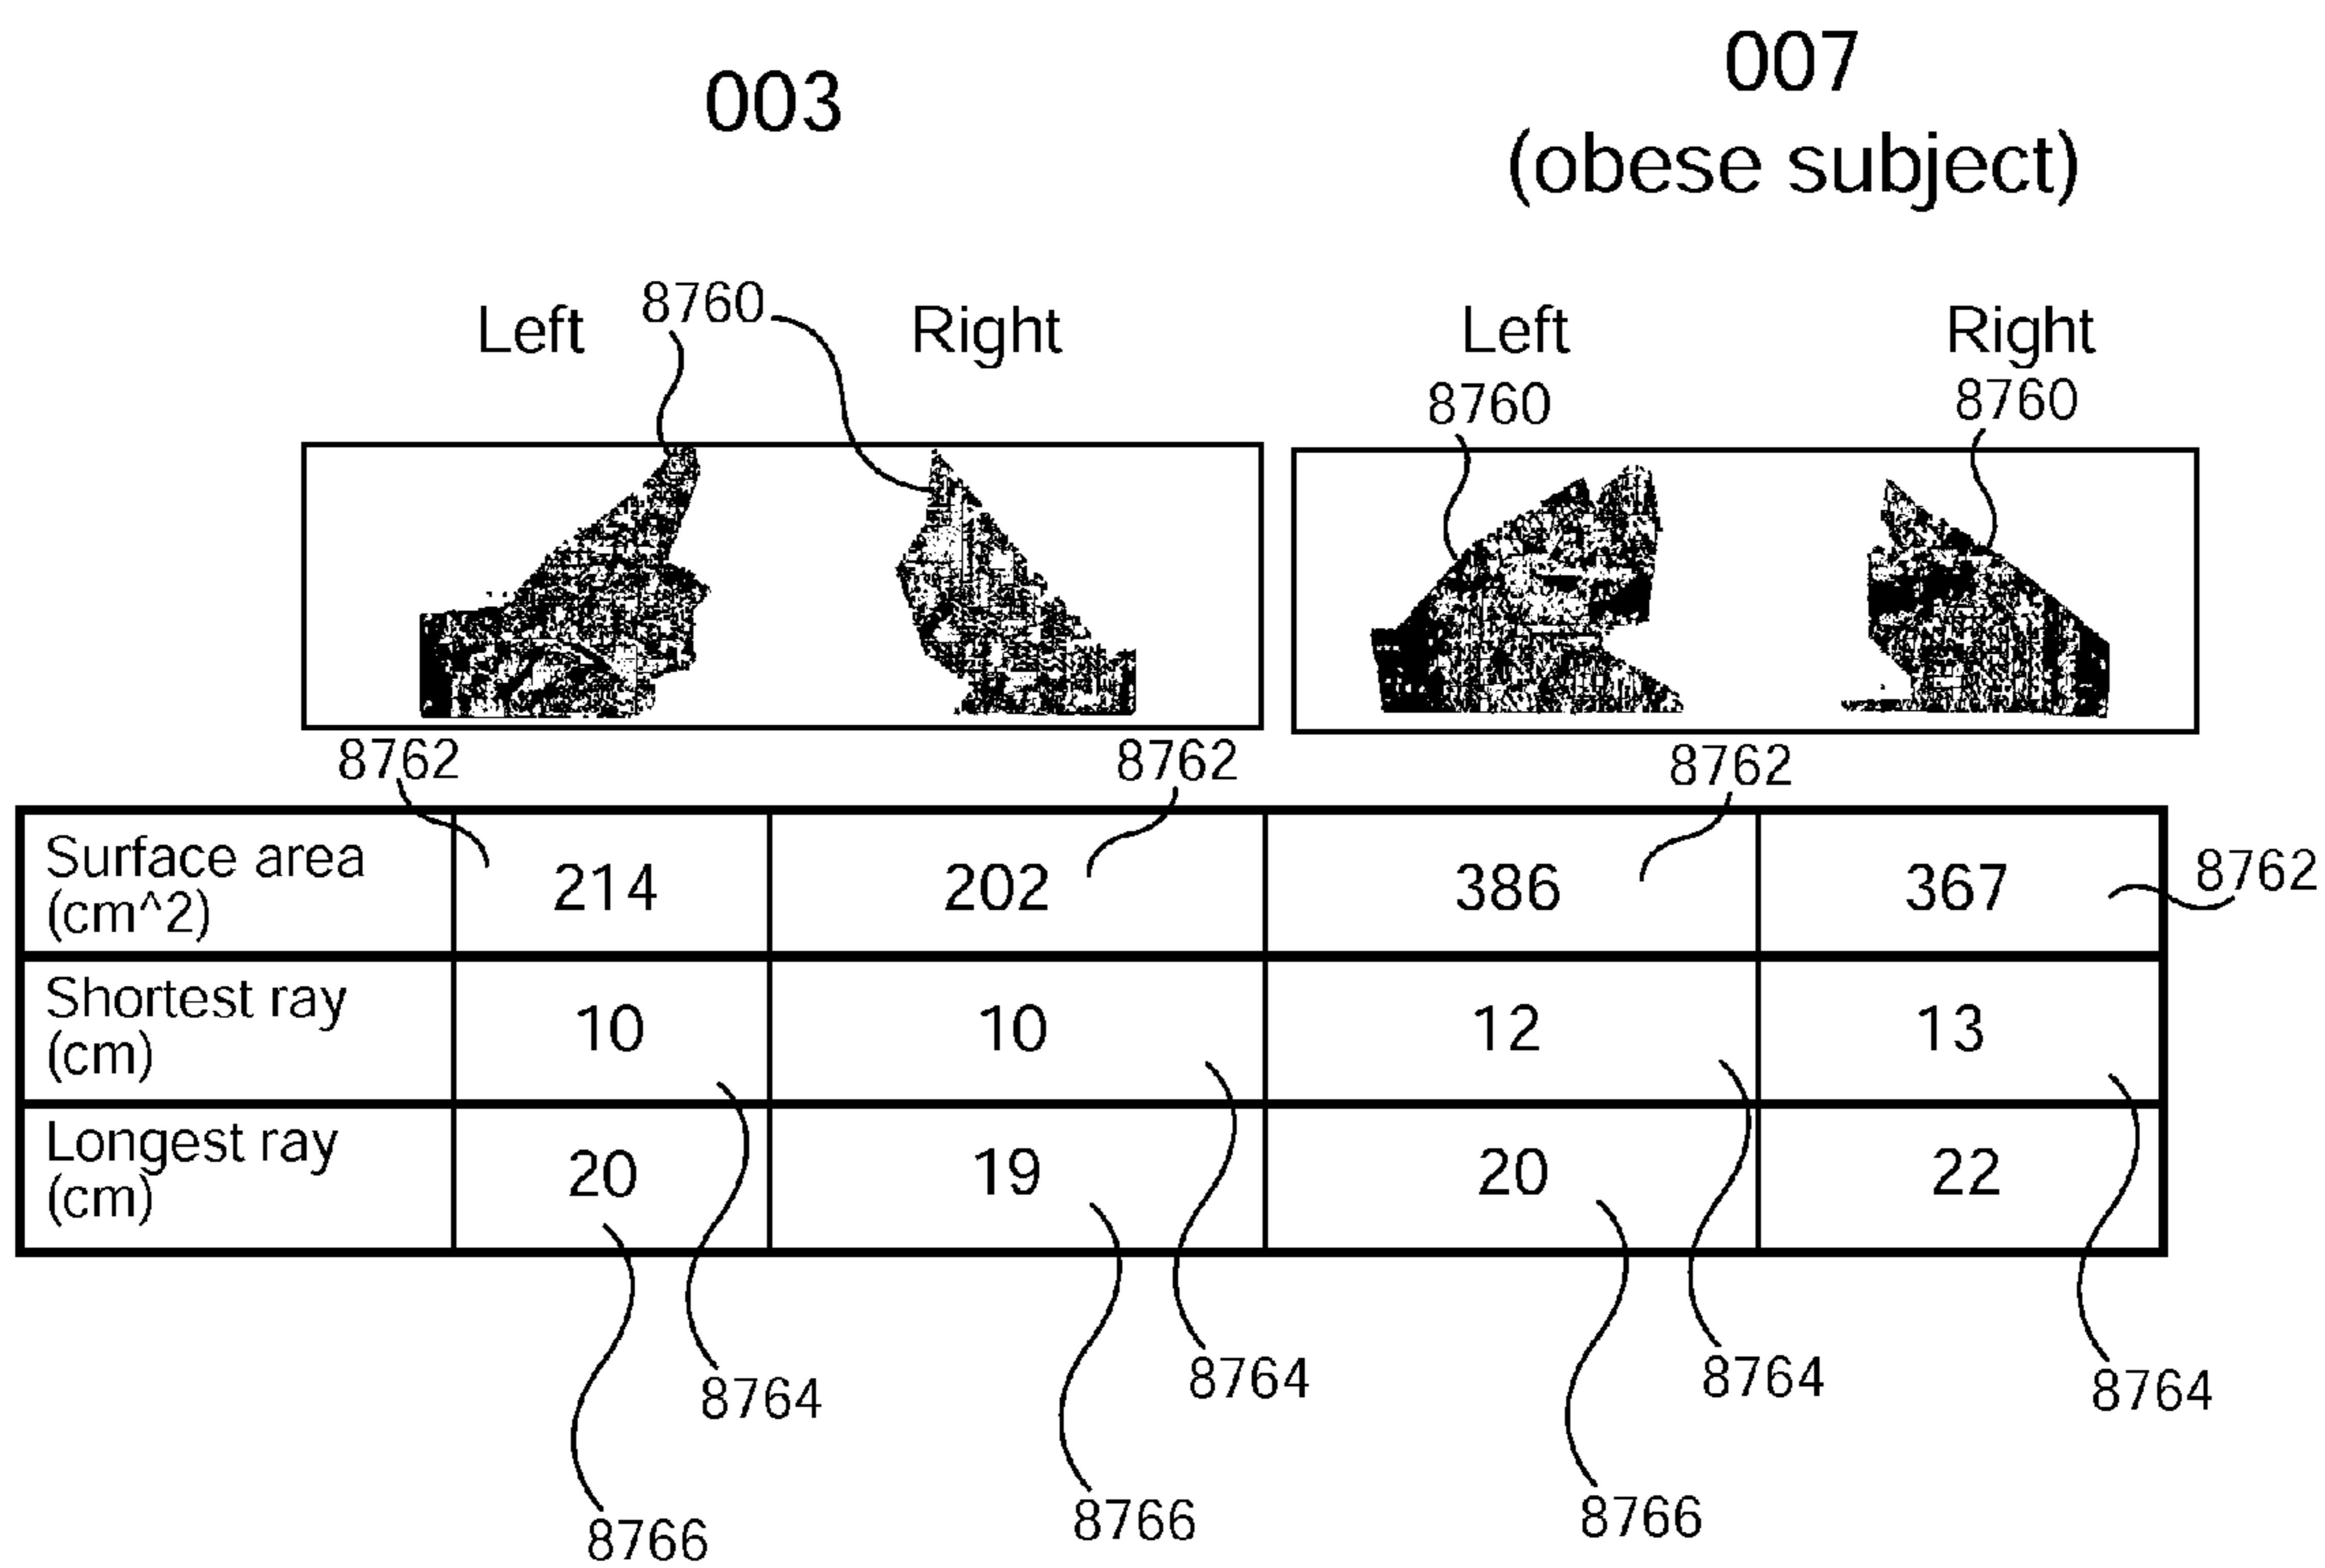 003
007
(obese subject)
Left
8760
Right
Left
8760
Right
8760
8762
8762
8762
Surface area
(cm^2)
214
202
386
367
8762
Shortest ray
(cm)
10
10
12
13
Longest ray
(cm)
20
19
20
22
8764
8764
8764
8764
8766
8766
8766